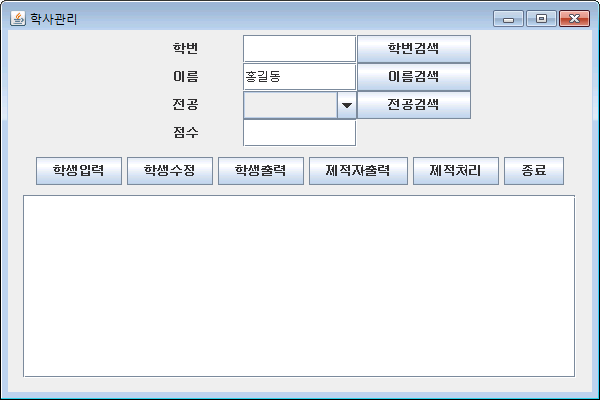 학사관리
학번 학번검색
이름 홍길동 이름검색
전공 전공검색
점수
학생입력 학생수정 학생출력 제적자출력 제적처리 종료